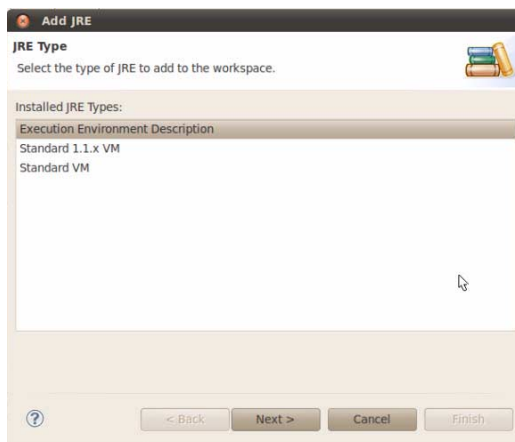 Add JRE
JRE Type
Select the type of JRE to add to the workspace.
Installed JRE Types:
Execution Environment Description
Standard 1.1.x VM
Standard VM
?
< Back
Next >
Cancel
Finish